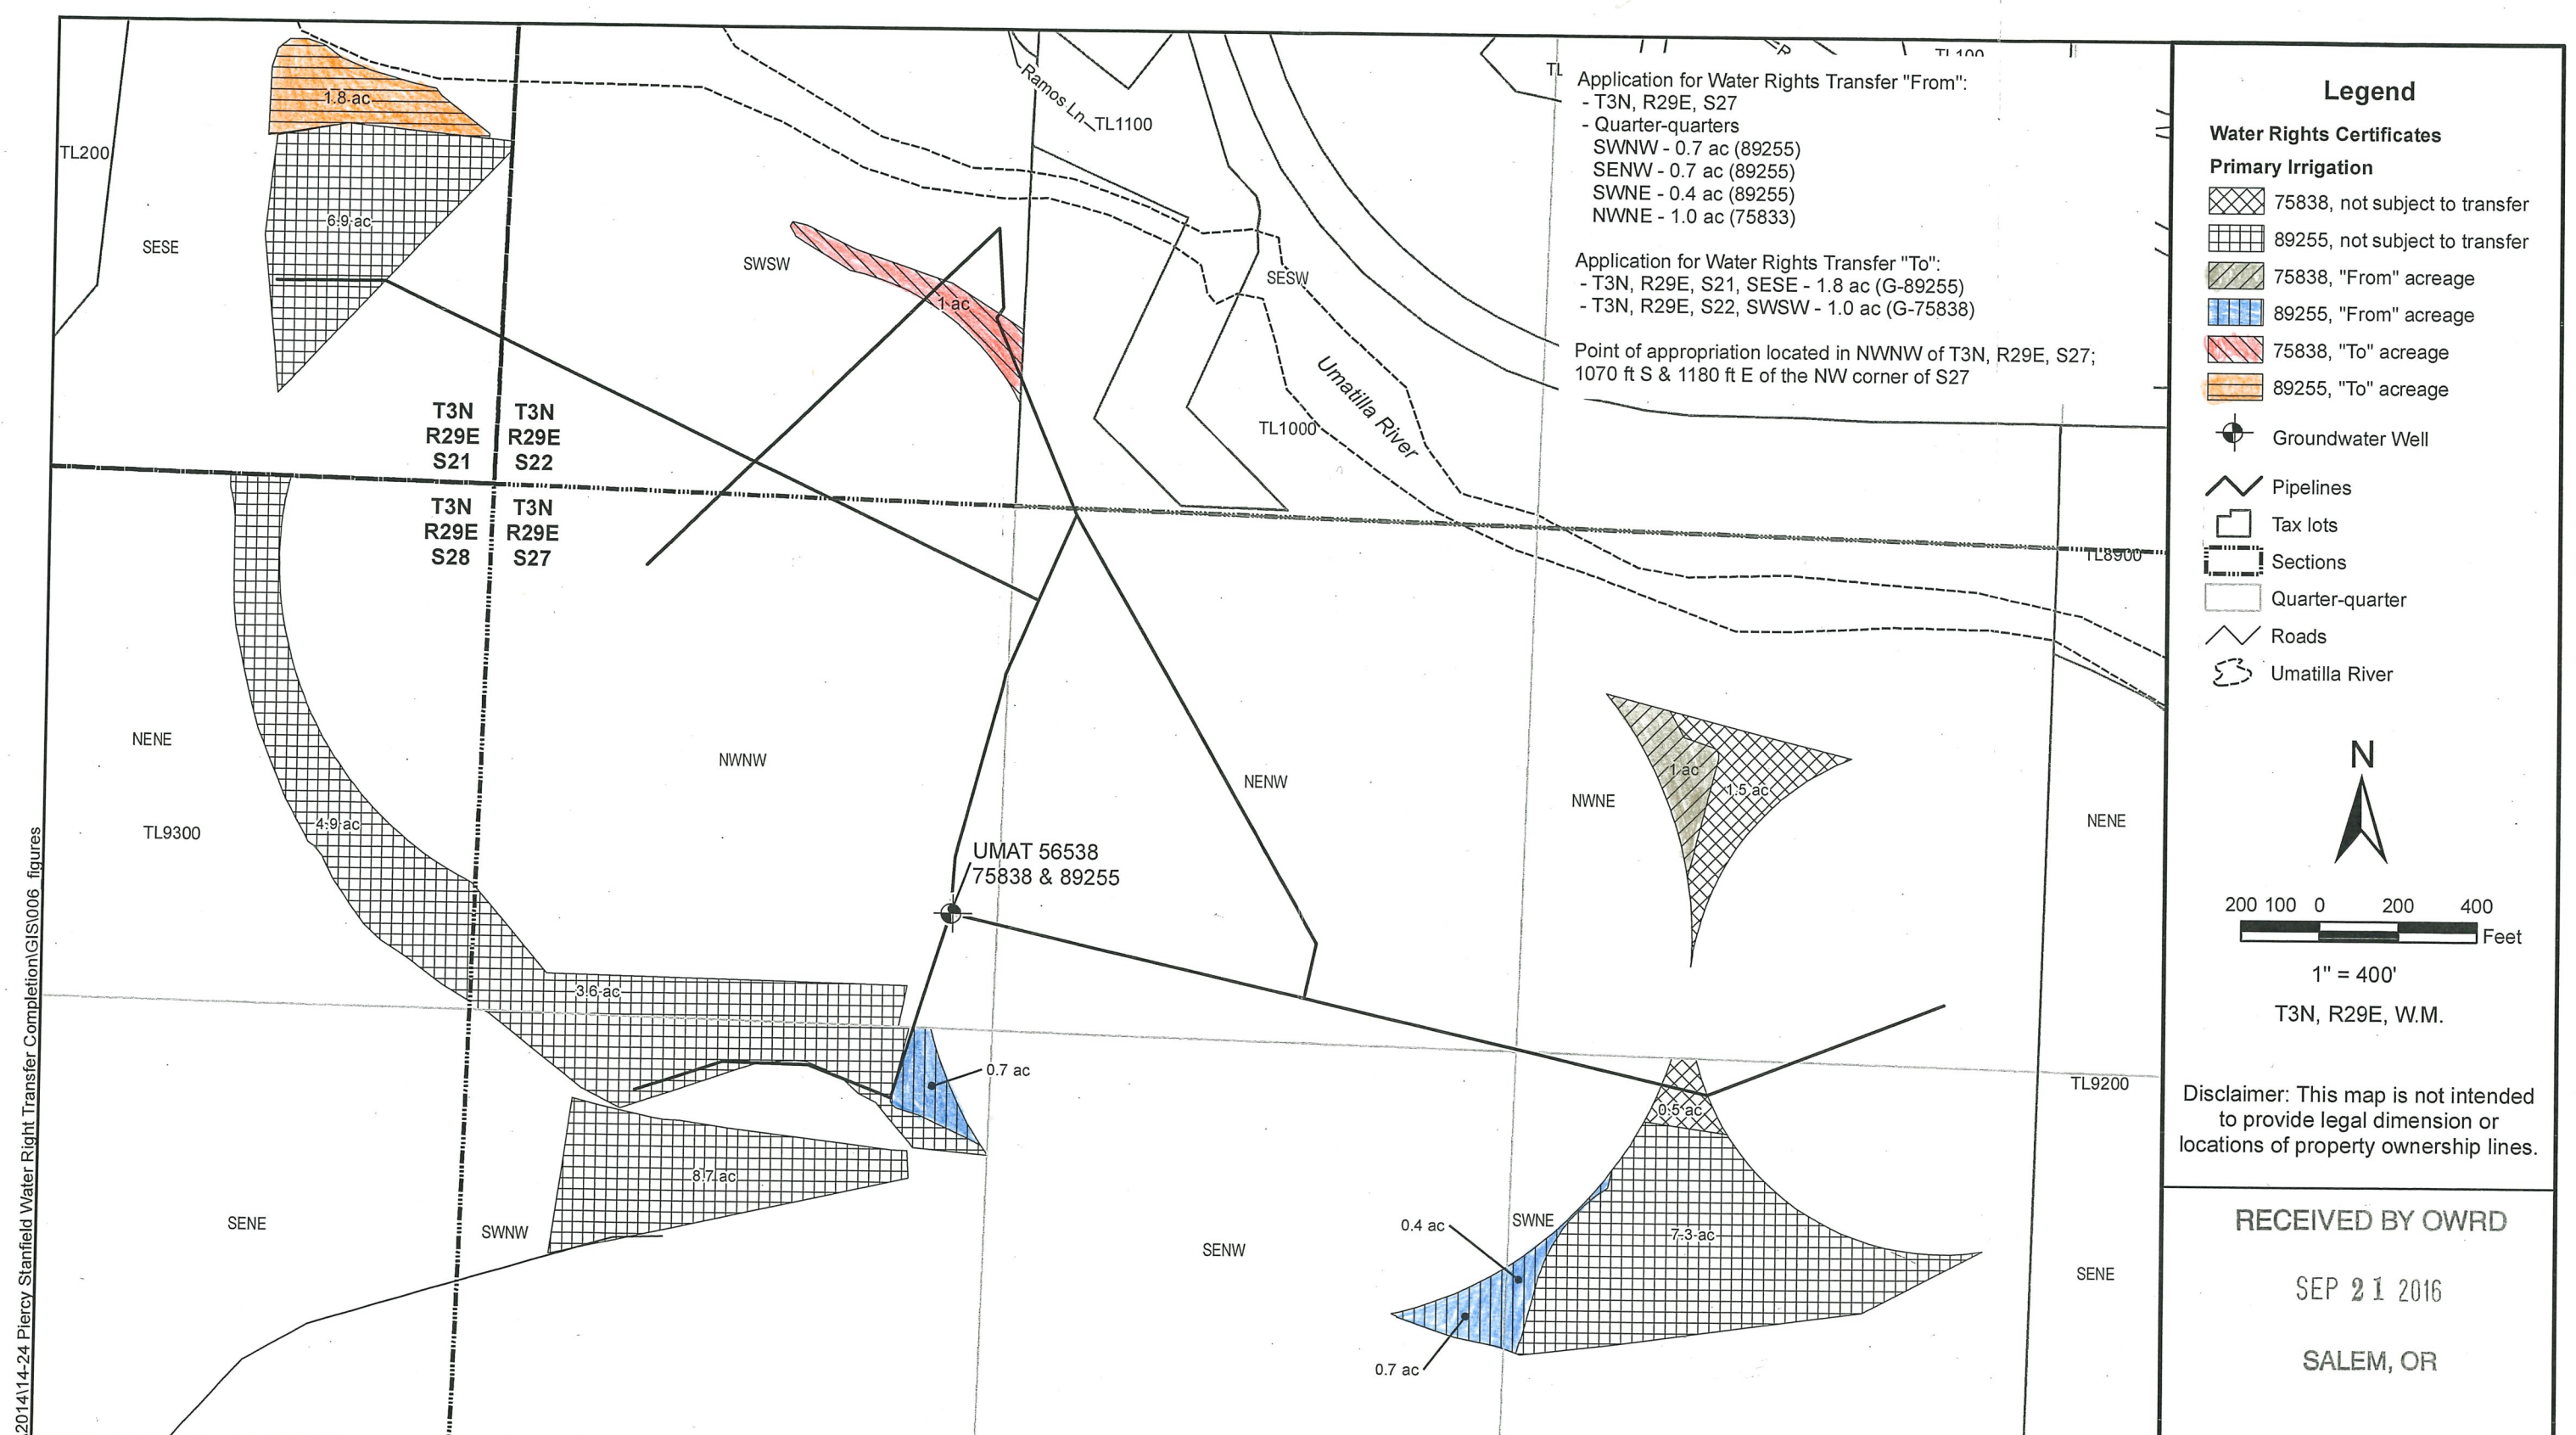 TL200
1.8 ac
6.9 ac
SESE
Ramos Ln
TL1100
TL100
SWSW
1 ac
SESW
TL1000
Umatilla River
T3N
R29E
S21
T3N
R29E
S22
T3N
R29E
S28
T3N
R29E
S27
Application for Water Rights Transfer "From":
- T3N, R29E, S27
- Quarter-quarters
SWNW - 0.7 ac (89255)
SENW - 0.7 ac (89255)
SWNE - 0.4 ac (89255)
NWNE - 1.0 ac (75833)
Application for Water Rights Transfer "To":
- T3N, R29E, S21, SESE - 1.8 ac (G-89255)
- T3N, R29E, S22, SWSW - 1.0 ac (G-75838)
Point of appropriation located in NWNW of T3N, R29E, S27;
1070 ft S & 1180 ft E of the NW corner of S27
TL8900
NENE
TL9300
4.9 ac
NWNW
NENW
NWNE
1 ac
1.5 ac
NENE
UMAT 56538
75838 & 89255
3.6 ac
0.7 ac
8.7 ac
SENE
SWNW
SENW
0.4 ac
0.7 ac
SWNE
0.5 ac
7.3 ac
TL9200
SENE
2014\14-24 Piercy Stanfield Water Right Transfer Completion\GIS\006_figures
Legend
Water Rights Certificates
Primary Irrigation
75838, not subject to transfer
89255, not subject to transfer
75838, "From" acreage
89255, "From" acreage
75838, "To" acreage
89255, "To" acreage
Groundwater Well
Pipelines
Tax lots
Sections
Quarter-quarter
Roads
Umatilla River
N
200 100 0 200 400
Feet
1" = 400'
T3N, R29E, W.M.
Disclaimer: This map is not intended
to provide legal dimension or
locations of property ownership lines.
RECEIVED BY OWRD
SEP 21 2016
SALEM, OR